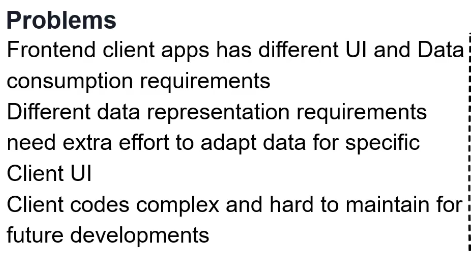 Problems
Frontend client apps has different UI and Data
consumption requirements
Different data representation requirements
need extra effort to adapt data for specific
Client UI
Client codes complex and hard to maintain for
future developments